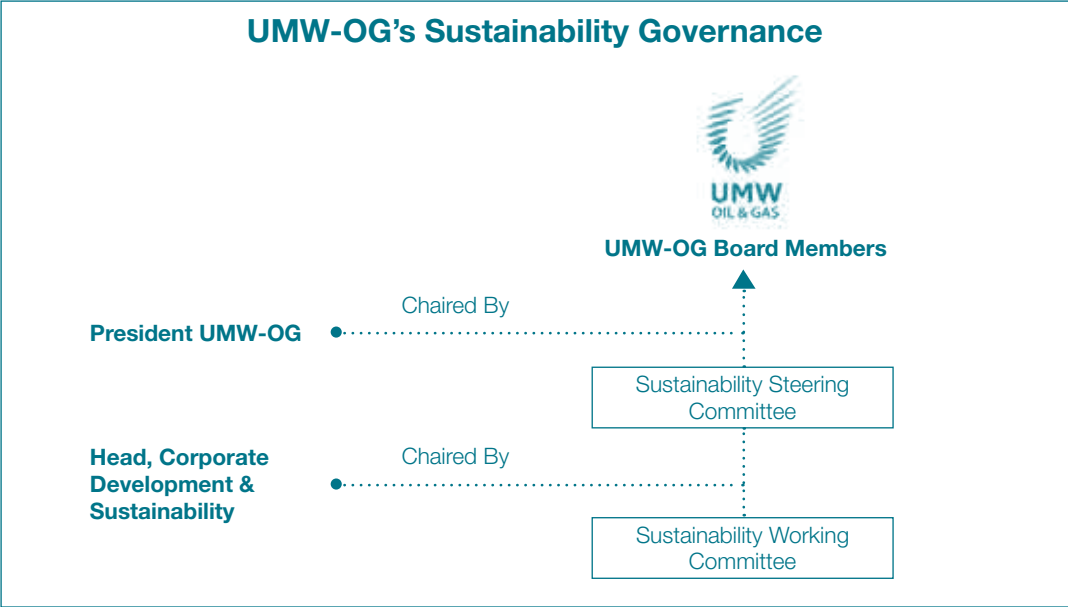 UMW-OG's Sustainability Governance
UMW
OIL & GAS
UMW-OG Board Members
Chaired By
President UMW-OG
Sustainability Steering
Committee
Chaired By
Head, Corporate
Development &
Sustainability
Sustainability Working
Committee